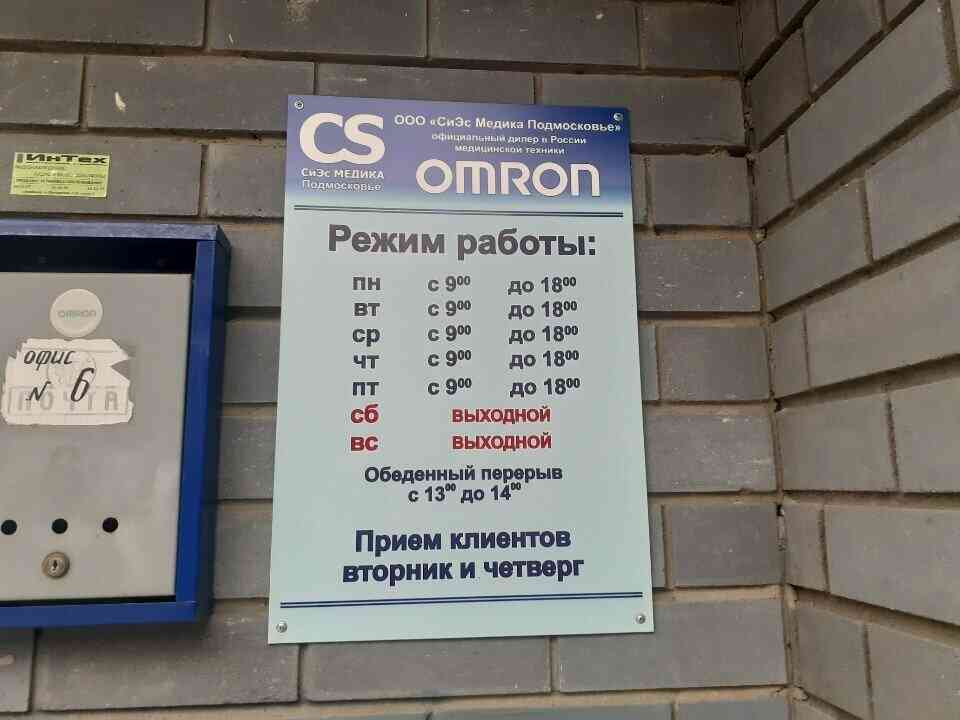 CS
СиЭс МЕДИКА
Подмосковье
ООО «СиЭс Медика Подмосковье»
официальный дилер в России
медицинской техники
OMRON
Режим работы:
пн с 9⁰⁰ до 18⁰⁰
вт с 9⁰⁰ до 18⁰⁰
ср с 9⁰⁰ до 18⁰⁰
чт с 9⁰⁰ до 18⁰⁰
пт с 9⁰⁰ до 18⁰⁰
сб выходной
вс выходной
Обеденный перерыв
с 13⁰⁰ до 14⁰⁰
Прием клиентов
вторник и четверг
ИнТех
OMRON
офис
№ 6
ПОЧТА